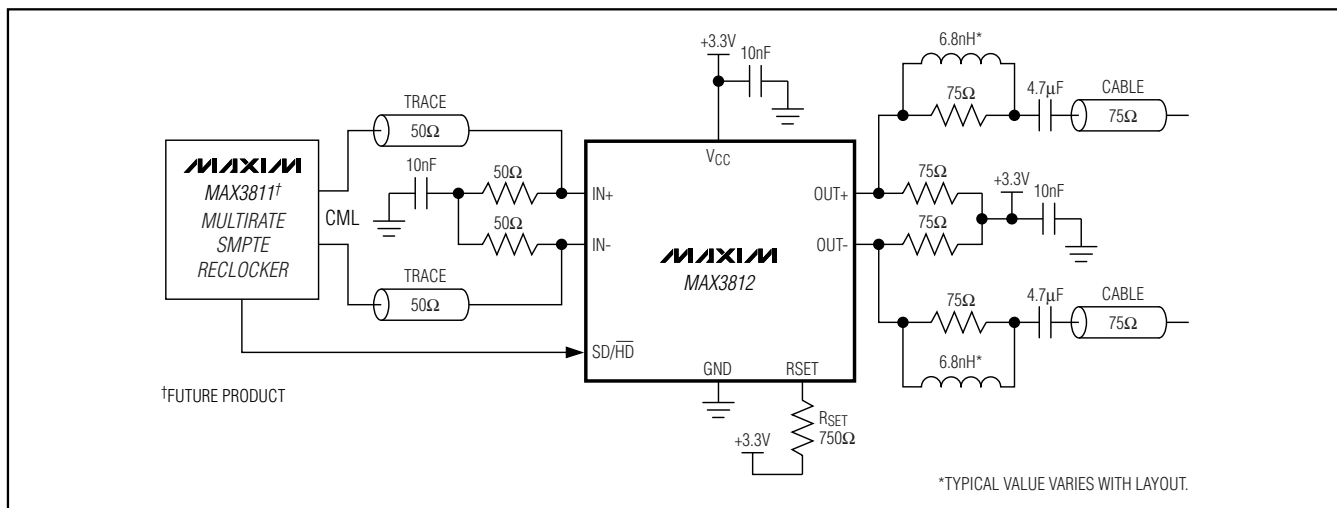 +3.3V
10nF
6.8nH*
75Ω
4.7μF
CABLE
75Ω
TRACE
50Ω
MAXIM
MAX3811†
MULTIRATE
SMPTE
RECLOCKER
CML
10nF
50Ω
50Ω
TRACE
50Ω
VCC
IN+
IN-
SD/H̅D̅
MAXIM
MAX3812
OUT+
OUT-
GND
RSET
75Ω
75Ω
+3.3V
10nF
75Ω
6.8nH*
4.7μF
CABLE
75Ω
RSET
750Ω
+3.3V
†FUTURE PRODUCT
*TYPICAL VALUE VARIES WITH LAYOUT.